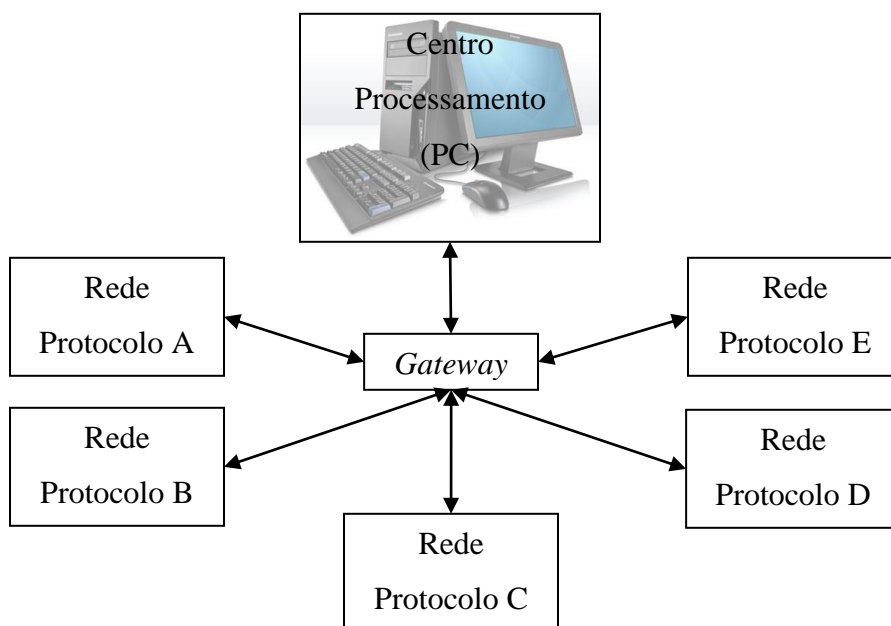 Centro
Processamento
(PC)
Rede
Protocolo A
Rede
Protocolo E
Gateway
Rede
Protocolo B
Rede
Protocolo D
Rede
Protocolo C